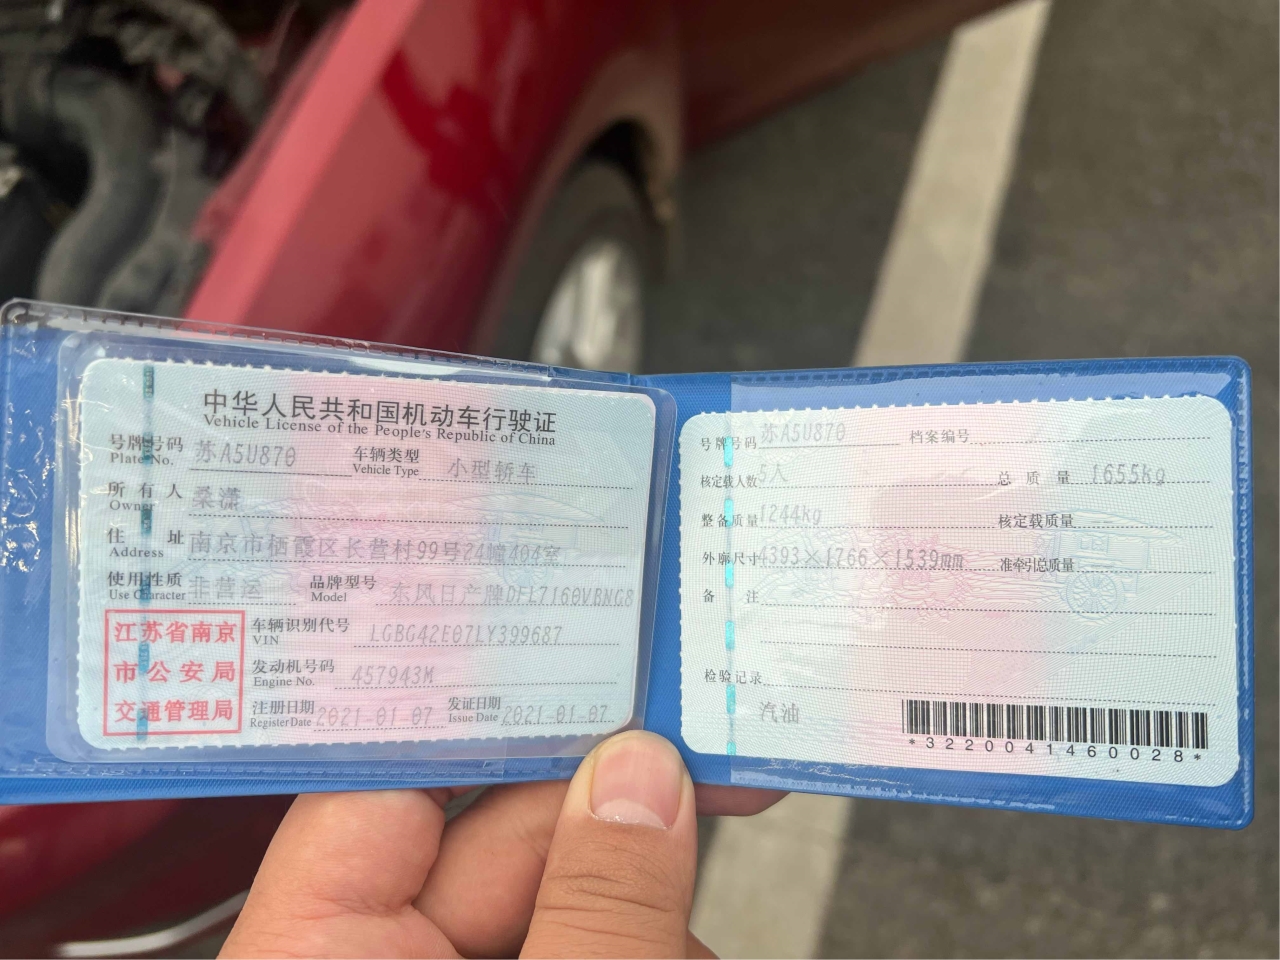 中华人民共和国机动车行驶证
Vehicle License of the People's Republic of China
号牌号码 苏A5U870 车辆类型 小型轿车
Plate No. Vehicle Type
所有人 桑潇
Owner
住址 南京市栖霞区长营村99号24幢404室
Address
使用性质 非营运 品牌型号 东风日产牌DFL7160VBNG8
Use Character Model
江苏省南京
市公安局
交通管理局
车辆识别代号 LGBG42E07LY399687
VIN
发动机号码 457943M
Engine No.
注册日期 2021-01-07 发证日期 2021-01-07
Register Date Issue Date
号牌号码 苏A5U870 档案编号
核定载人数 5人 总质量 1655kg
整备质量 1244kg 核定载质量 --
外廓尺寸 4393×1766×1539mm 准牵引总质量
备注
检验记录
汽油
*3220041460028*